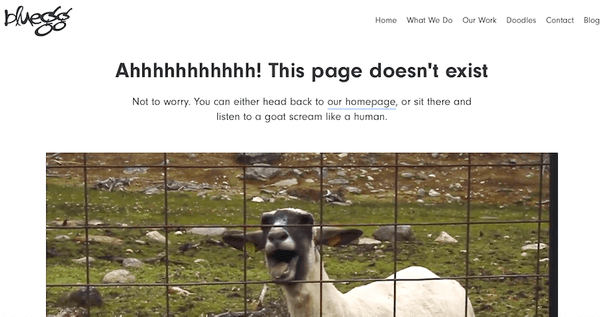 bluegg
Home What We Do Our Work Doodles Contact Blog
Ahhhhhhhhhhh! This page doesn't exist
Not to worry. You can either head back to our homepage, or sit there and
listen to a goat scream like a human.